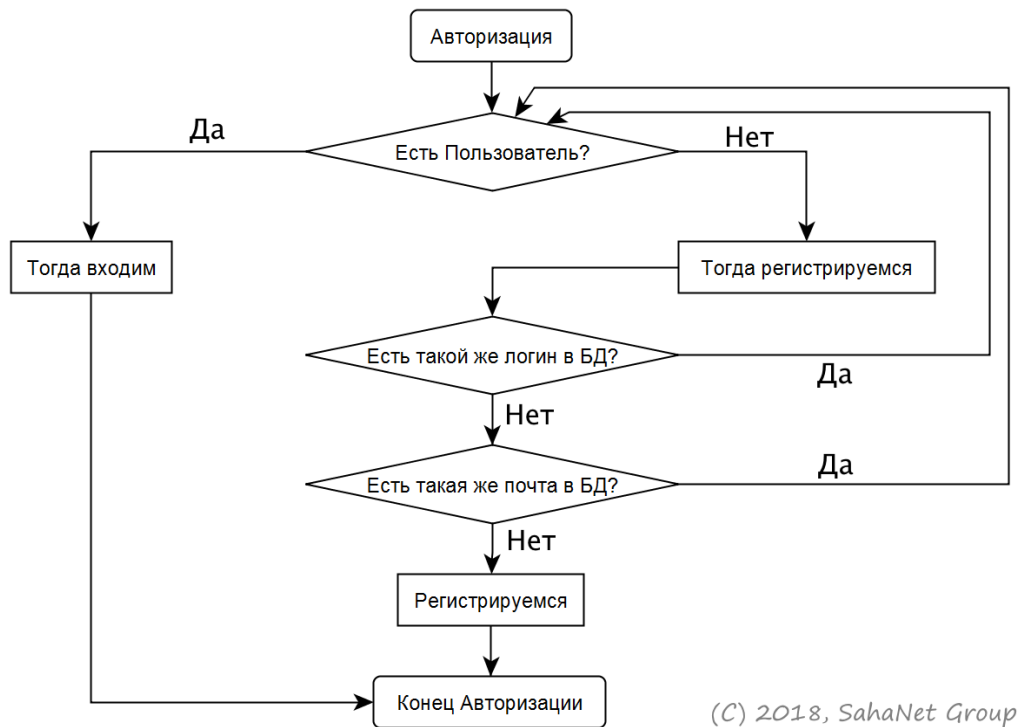 Авторизация
Да
Нет
Есть Пользователь?
Тогда входим
Тогда регистрируемся
Есть такой же логин в БД?
Да
Нет
Есть такая же почта в БД?
Да
Нет
Регистрируемся
Конец Авторизации
(C) 2018, SahaNet Group